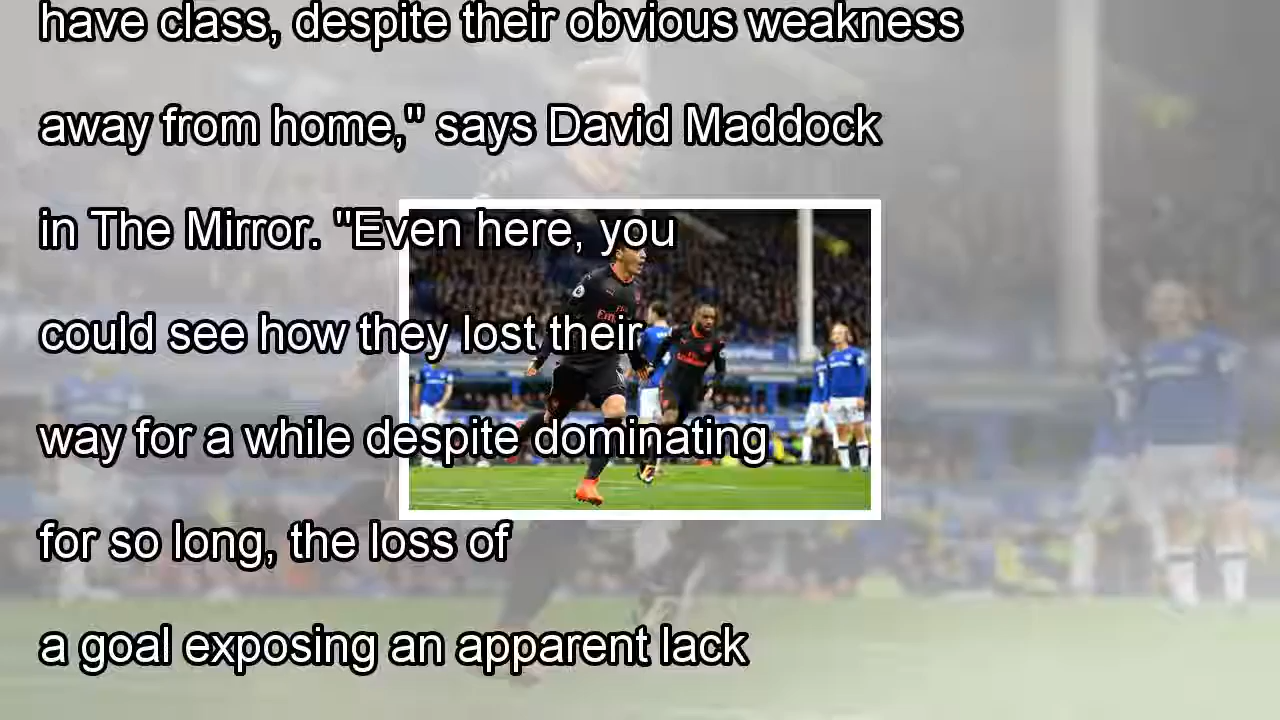 have class, despite their obvious weakness
away from home," says David Maddock
in The Mirror. "Even here, you
could see how they lost their
way for a while despite dominating
for so long, the loss of
a goal exposing an apparent lack